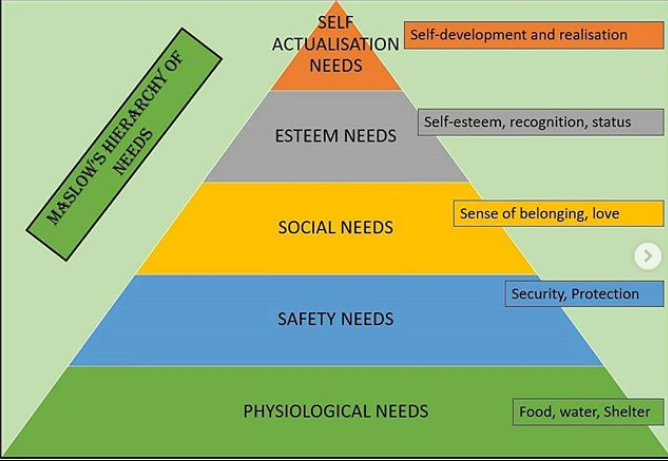 MASLOW'S HIERARCHY OF
NEEDS
SELF
ACTUALISATION
NEEDS
Self-development and realisation
ESTEEM NEEDS
Self-esteem, recognition, status
SOCIAL NEEDS
Sense of belonging, love
SAFETY NEEDS
Security, Protection
PHYSIOLOGICAL NEEDS
Food, water, Shelter